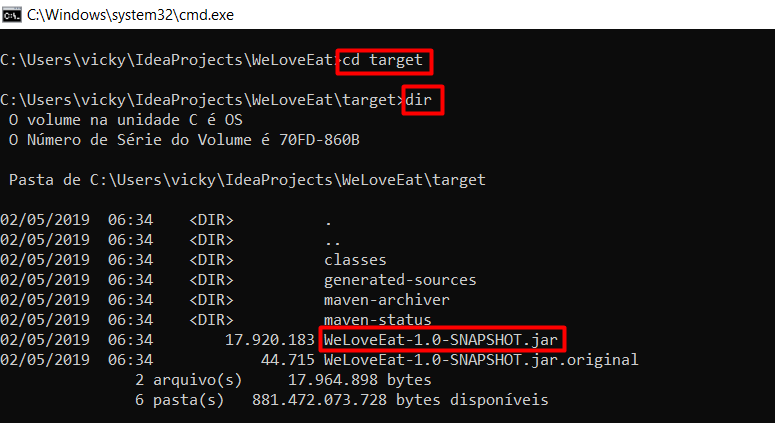 C:\Windows\system32\cmd.exe
C:\Users\vicky\IdeaProjects\WeLoveEat>cd target
C:\Users\vicky\IdeaProjects\WeLoveEat\target>dir
O volume na unidade C é OS
O Número de Série do Volume é 70FD-860B
Pasta de C:\Users\vicky\IdeaProjects\WeLoveEat\target
02/05/2019  06:34    <DIR>          .
02/05/2019  06:34    <DIR>          ..
02/05/2019  06:34    <DIR>          classes
02/05/2019  06:34    <DIR>          generated-sources
02/05/2019  06:34    <DIR>          maven-archiver
02/05/2019  06:34    <DIR>          maven-status
02/05/2019  06:34        17.920.183 WeLoveEat-1.0-SNAPSHOT.jar
02/05/2019  06:34            44.715 WeLoveEat-1.0-SNAPSHOT.jar.original
2 arquivo(s)     17.964.898 bytes
6 pasta(s)   881.472.073.728 bytes disponíveis